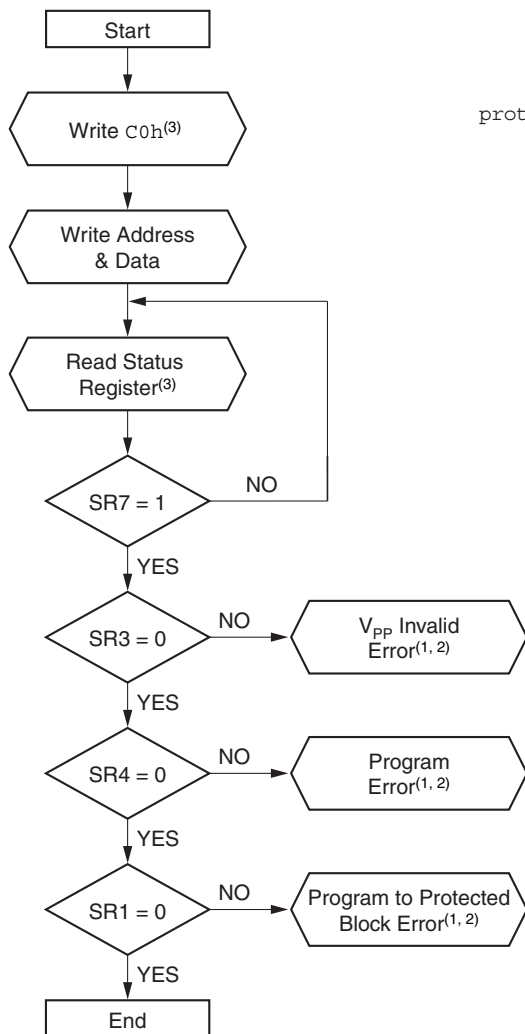 Start
Write C0h(3)
prot
Write Address
& Data
Read Status
Register(3)
SR7 = 1
NO
YES
SR3 = 0
NO
VPP Invalid
Error(1, 2)
YES
SR4 = 0
NO
Program
Error(1, 2)
YES
SR1 = 0
NO
Program to Protected
Block Error(1, 2)
YES
End